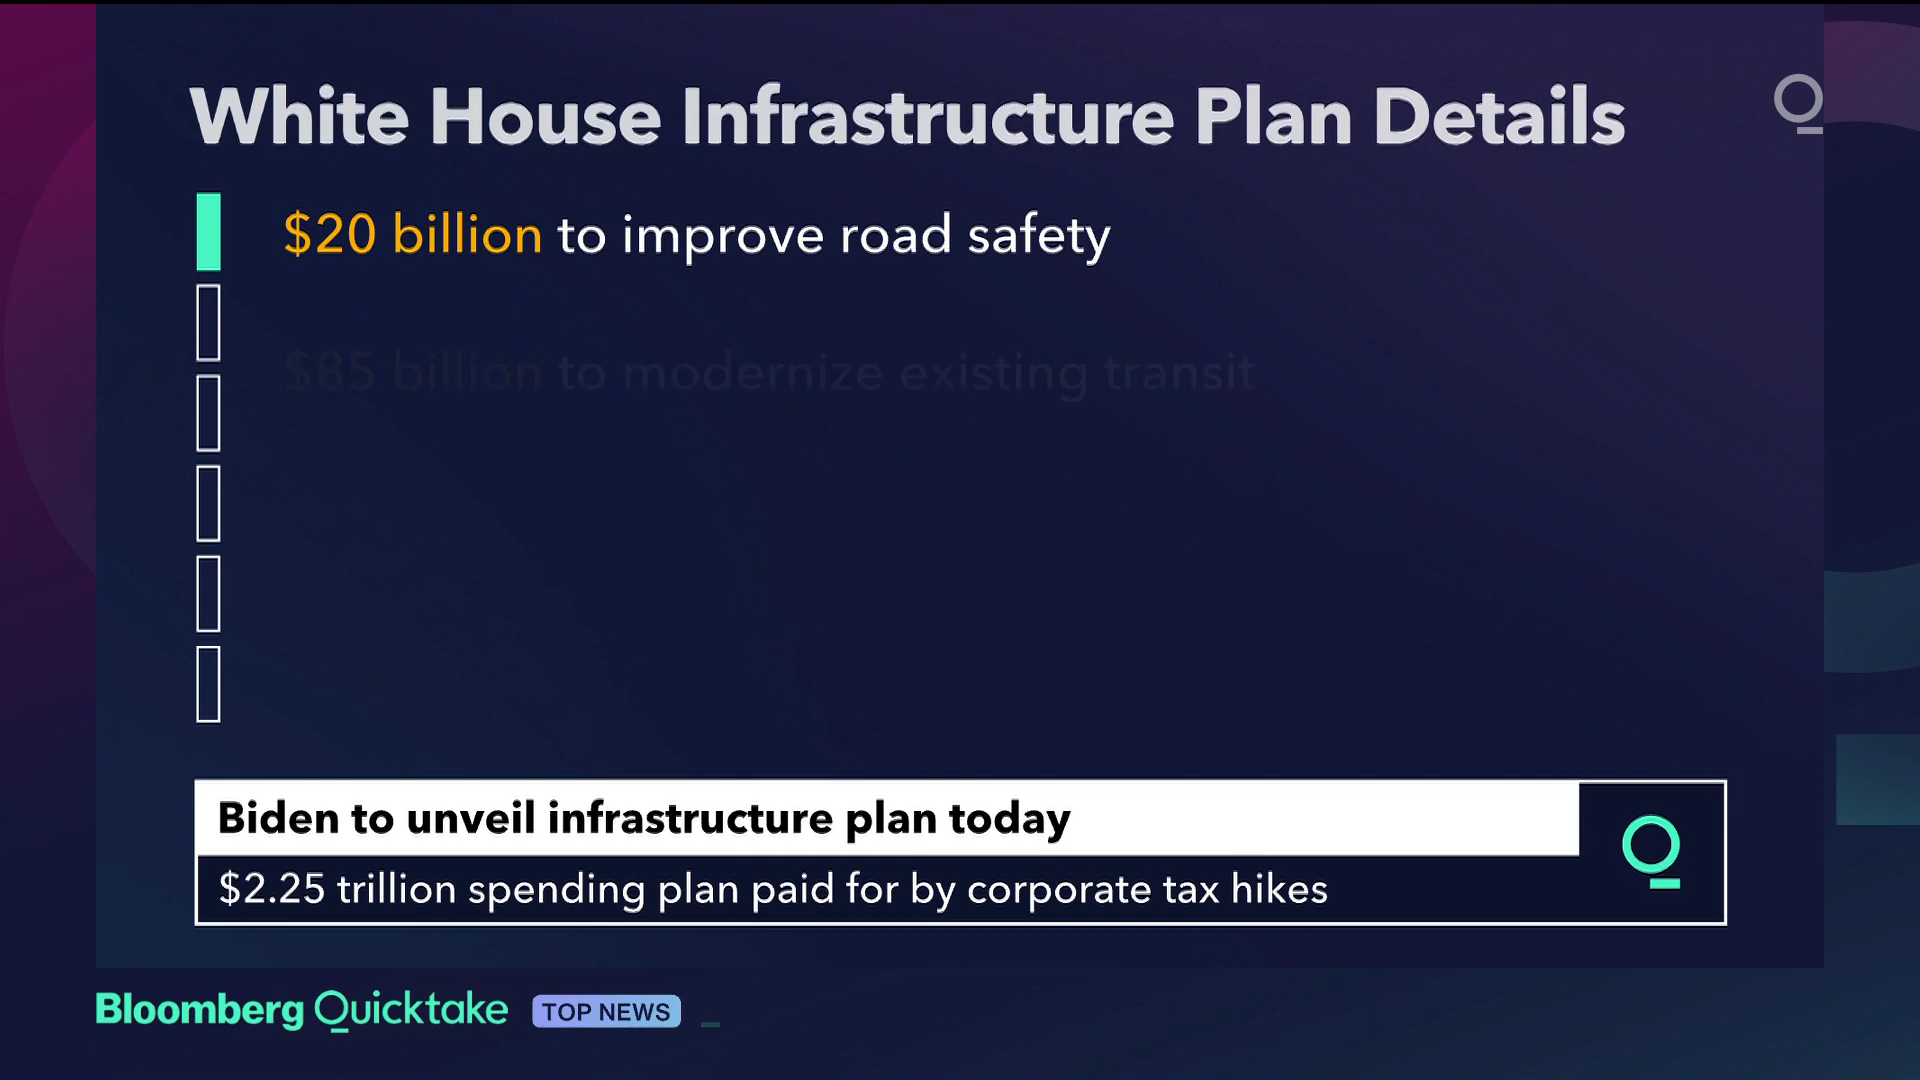 White House Infrastructure Plan Details
$20 billion to improve road safety
$85 billion to modernize existing transit
Biden to unveil infrastructure plan today
$2.25 trillion spending plan paid for by corporate tax hikes
Bloomberg Quicktake TOP NEWS